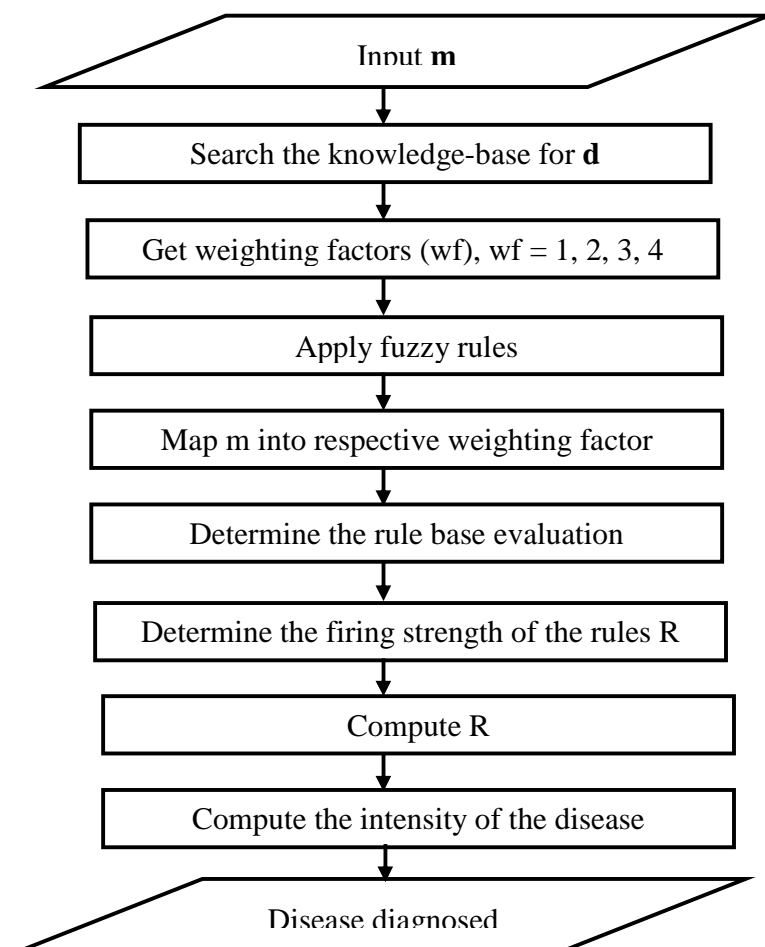 Input m
Search the knowledge-base for d
Get weighting factors (wf), wf = 1, 2, 3, 4
Apply fuzzy rules
Map m into respective weighting factor
Determine the rule base evaluation
Determine the firing strength of the rules R
Compute R
Compute the intensity of the disease
Disease diagnosed